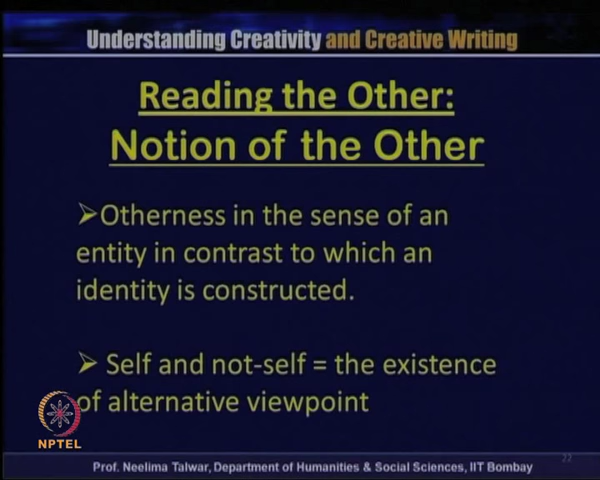 Understanding Creativity and Creative Writing
Reading the Other:
Notion of the Other
➢Otherness in the sense of an
entity in contrast to which an
identity is constructed.
➢ Self and not-self = the existence
of alternative viewpoint
NPTEL
22
Prof. Neelima Talwar, Department of Humanities & Social Sciences, IIT Bombay